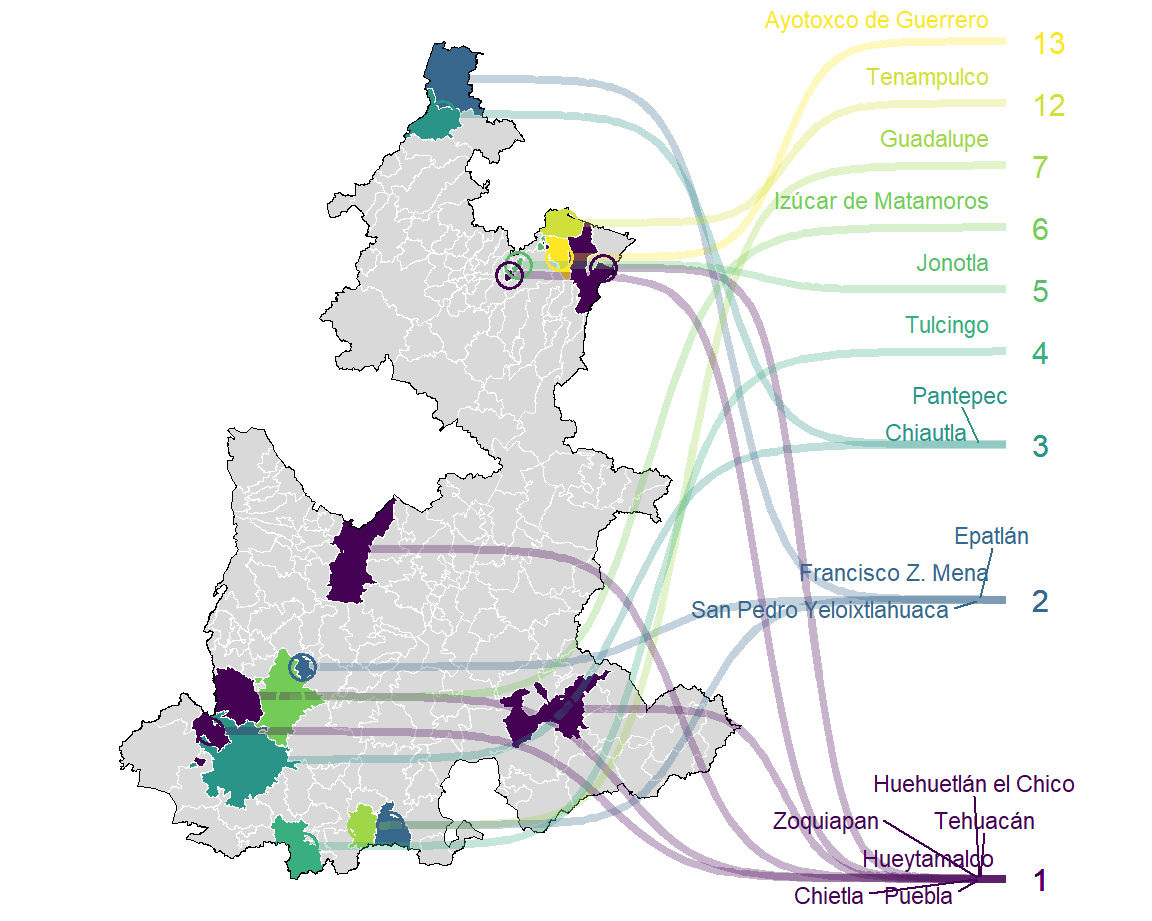 Ayotoxco de Guerrero
13
Tenampulco
12
Guadalupe
7
Izúcar de Matamoros
6
Jonotla
5
Tulcingo
4
Pantepec
Chiautla
3
Epatlán
Francisco Z. Mena
San Pedro Yeloixtlahuaca
2
Huehuetlán el Chico
Zoquiapan
Tehuacán
Hueytamalco
Chietla
Puebla
1